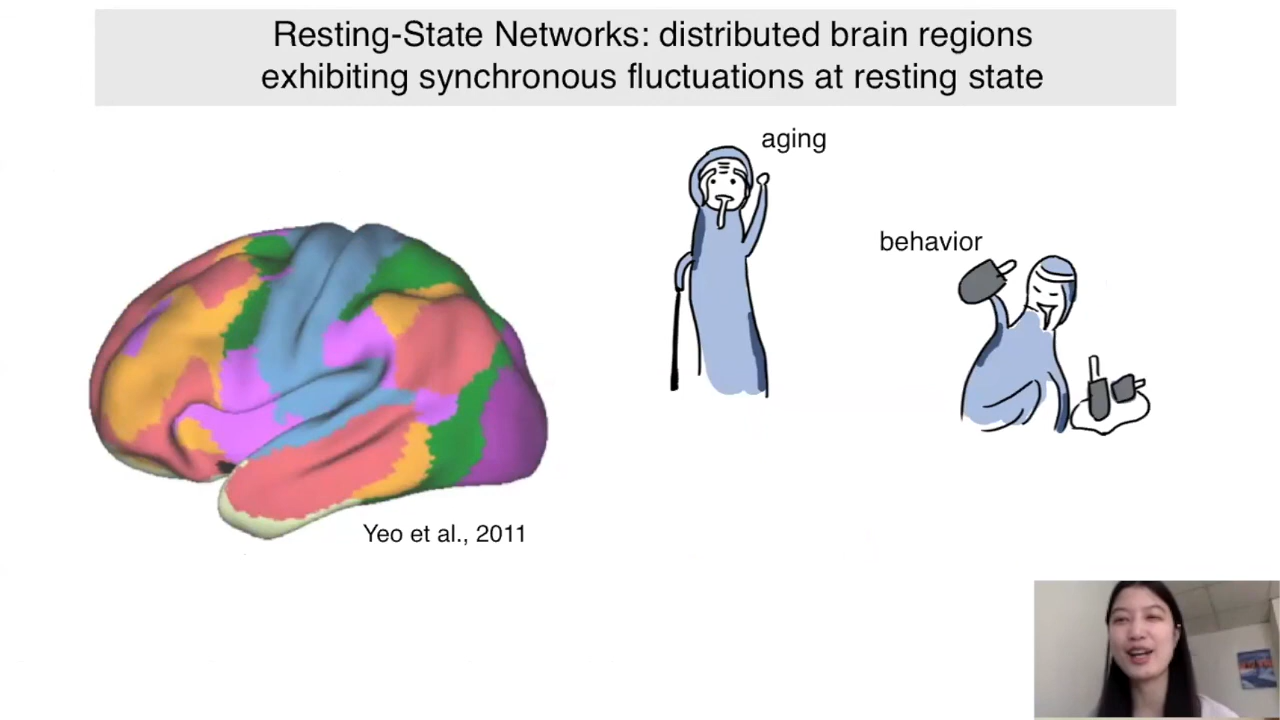 Resting-State Networks: distributed brain regions
exhibiting synchronous fluctuations at resting state
aging
behavior
Yeo et al., 2011